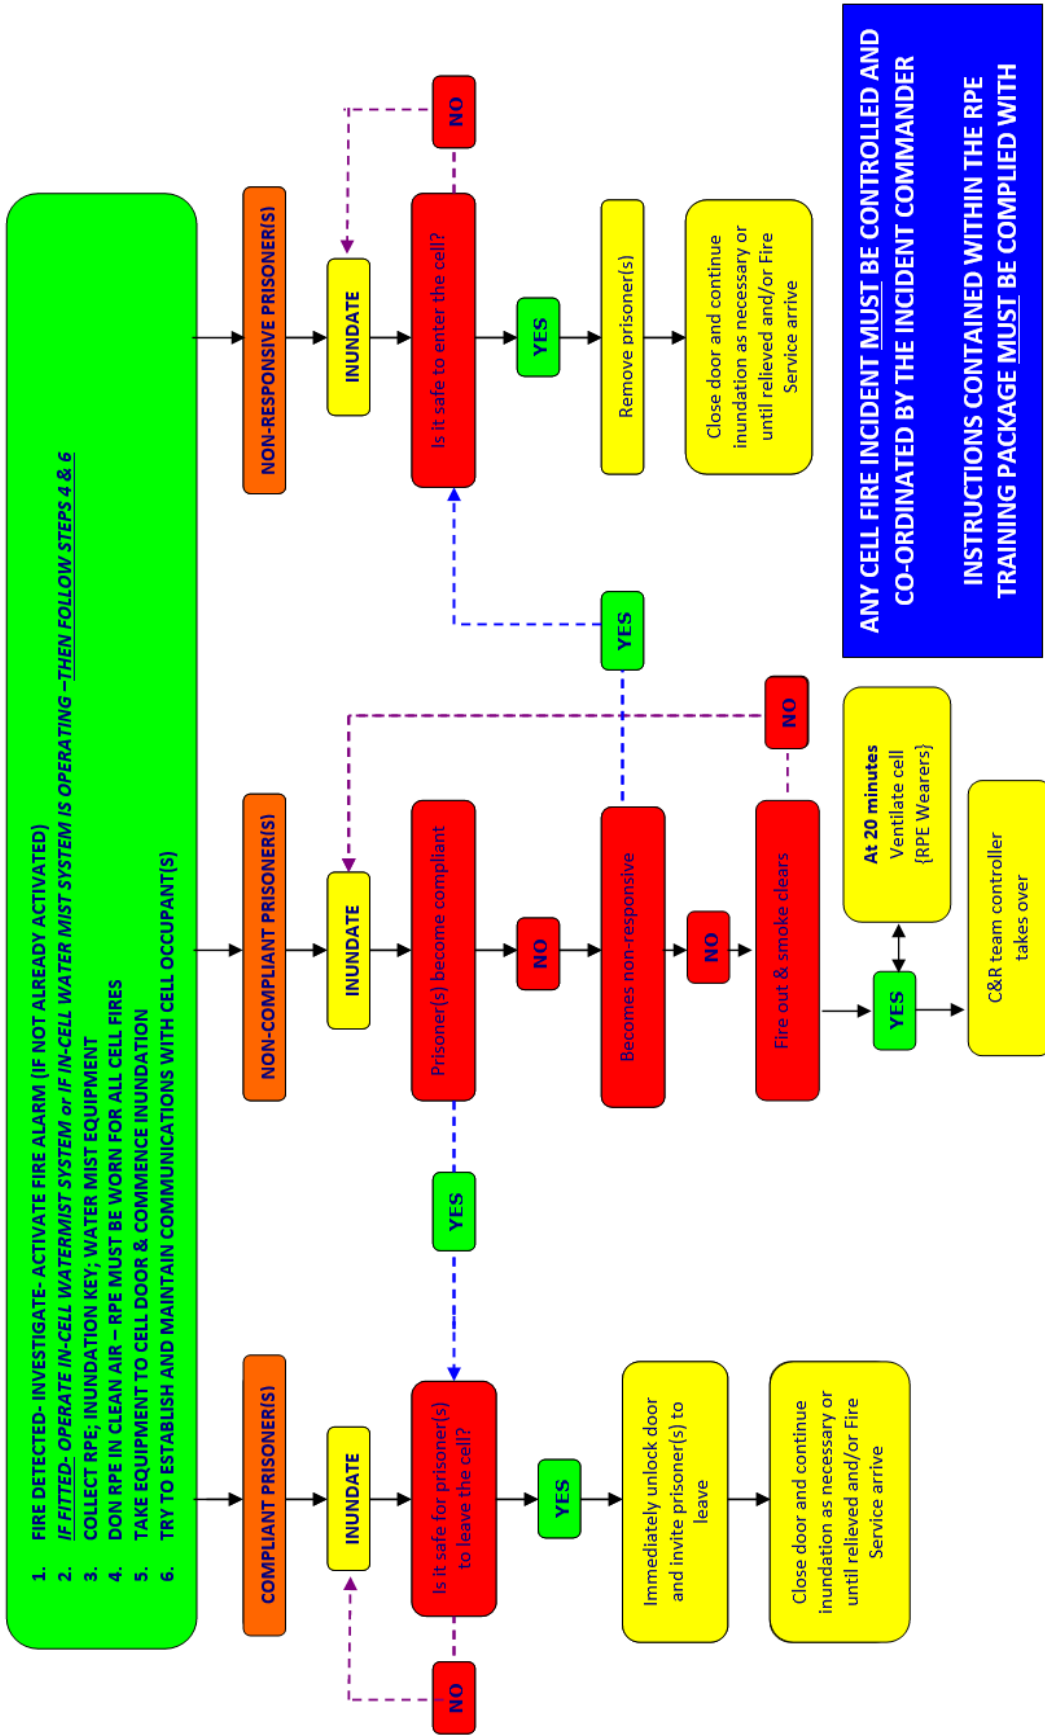 1. FIRE DETECTED- INVESTIGATE- ACTIVATE FIRE ALARM (IF NOT ALREADY ACTIVATED)
2. IF FITTED- OPERATE IN-CELL WATERMIST SYSTEM or IF IN-CELL WATER MIST SYSTEM IS OPERATING –THEN FOLLOW STEPS 4 & 6
3. COLLECT RPE; INUNDATION KEY; WATER MIST EQUIPMENT
4. DON RPE IN CLEAN AIR – RPE MUST BE WORN FOR ALL CELL FIRES
5. TAKE EQUIPMENT TO CELL DOOR & COMMENCE INUNDATION
6. TRY TO ESTABLISH AND MAINTAIN COMMUNICATIONS WITH CELL OCCUPANT(S)
COMPLIANT PRISONER(S)
INUNDATE
Is it safe for prisoner(s)
to leave the cell?
NO
YES
Immediately unlock door
and invite prisoner(s) to
leave
Close door and continue
inundation as necessary or
until relieved and/or Fire
Service arrive
NON-COMPLIANT PRISONER(S)
INUNDATE
Prisoner(s) become compliant
YES
NO
Becomes non-responsive
YES
NO
Fire out & smoke clears
NO
YES
At 20 minutes
Ventilate cell
{RPE Wearers}
C&R team controller
takes over
NON-RESPONSIVE PRISONER(S)
INUNDATE
Is it safe to enter the cell?
NO
YES
Remove prisoner(s)
Close door and continue
inundation as necessary or
until relieved and/or Fire
Service arrive
ANY CELL FIRE INCIDENT MUST BE CONTROLLED AND
CO-ORDINATED BY THE INCIDENT COMMANDER
INSTRUCTIONS CONTAINED WITHIN THE RPE
TRAINING PACKAGE MUST BE COMPLIED WITH